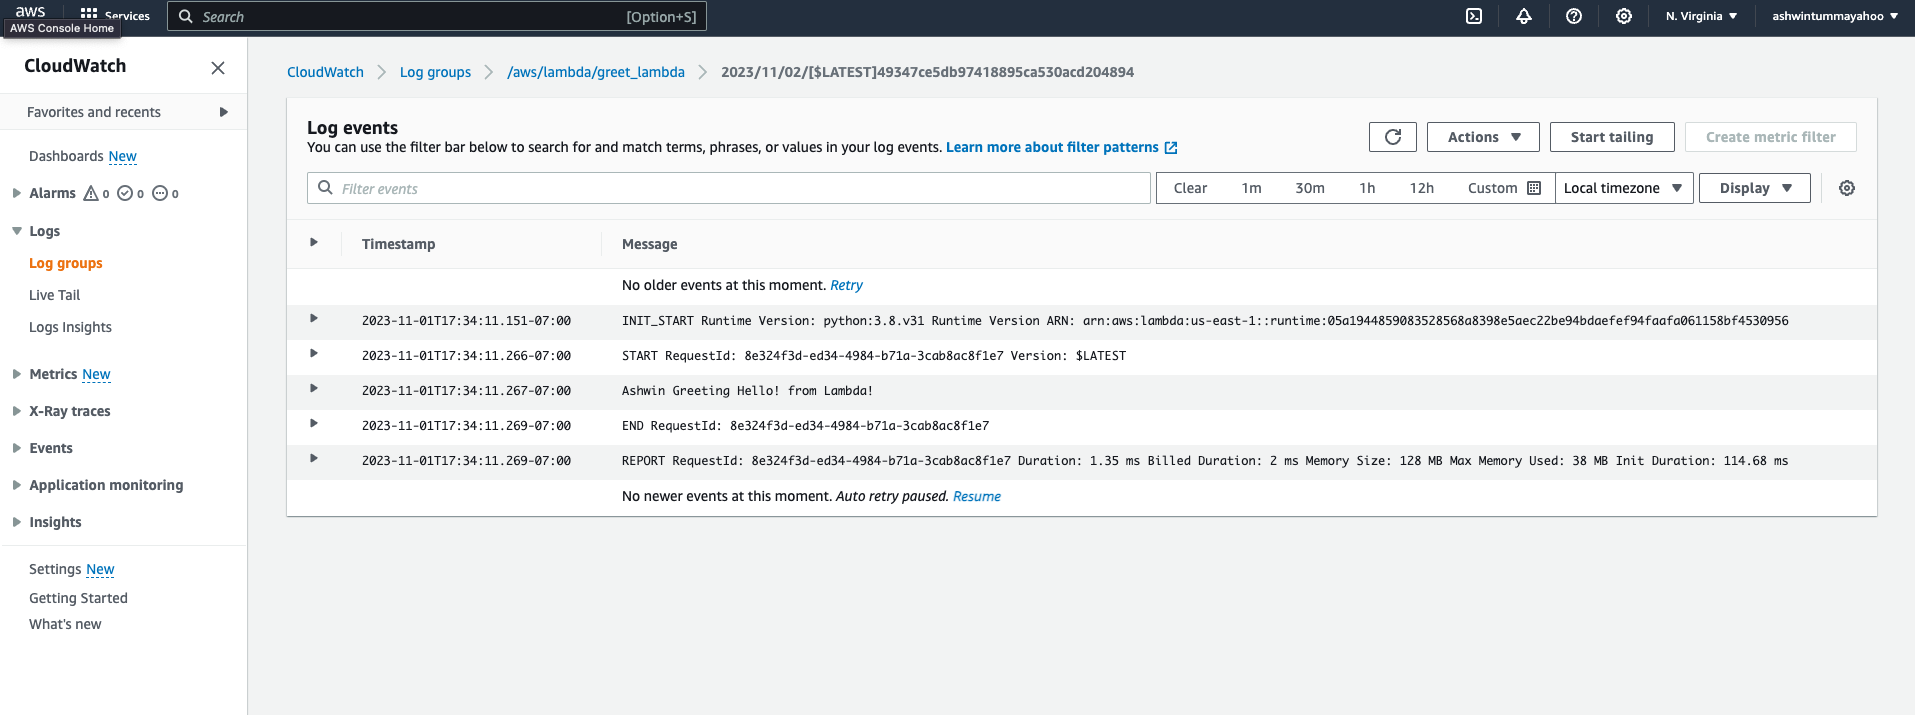 aws Services Search [Option+S] N. Virginia ashwintummayahoo
AWS Console Home
CloudWatch
Favorites and recents
Dashboards New
Alarms 0 0 0
Logs
Log groups
Live Tail
Logs Insights
Metrics New
X-Ray traces
Events
Application monitoring
Insights
Settings New
Getting Started
What's new
CloudWatch Log groups /aws/lambda/greet_lambda 2023/11/02/[$LATEST]49347ce5db97418895ca530acd204894
Log events
You can use the filter bar below to search for and match terms, phrases, or values in your log events. Learn more about filter patterns
Actions Start tailing Create metric filter
Filter events Clear 1m 30m 1h 12h Custom Local timezone Display
Timestamp Message
No older events at this moment. Retry
2023-11-01T17:34:11.151-07:00 INIT_START Runtime Version: python:3.8.v31 Runtime Version ARN: arn:aws:lambda:us-east-1::runtime:05a1944859083528568a8398e5aec22be94bdaefef94faafa061158bf4530956
2023-11-01T17:34:11.266-07:00 START RequestId: 8e324f3d-ed34-4984-b71a-3cab8ac8f1e7 Version: $LATEST
2023-11-01T17:34:11.267-07:00 Ashwin Greeting Hello! from Lambda!
2023-11-01T17:34:11.269-07:00 END RequestId: 8e324f3d-ed34-4984-b71a-3cab8ac8f1e7
2023-11-01T17:34:11.269-07:00 REPORT RequestId: 8e324f3d-ed34-4984-b71a-3cab8ac8f1e7 Duration: 1.35 ms Billed Duration: 2 ms Memory Size: 128 MB Max Memory Used: 38 MB Init Duration: 114.68 ms
No newer events at this moment. Auto retry paused. Resume